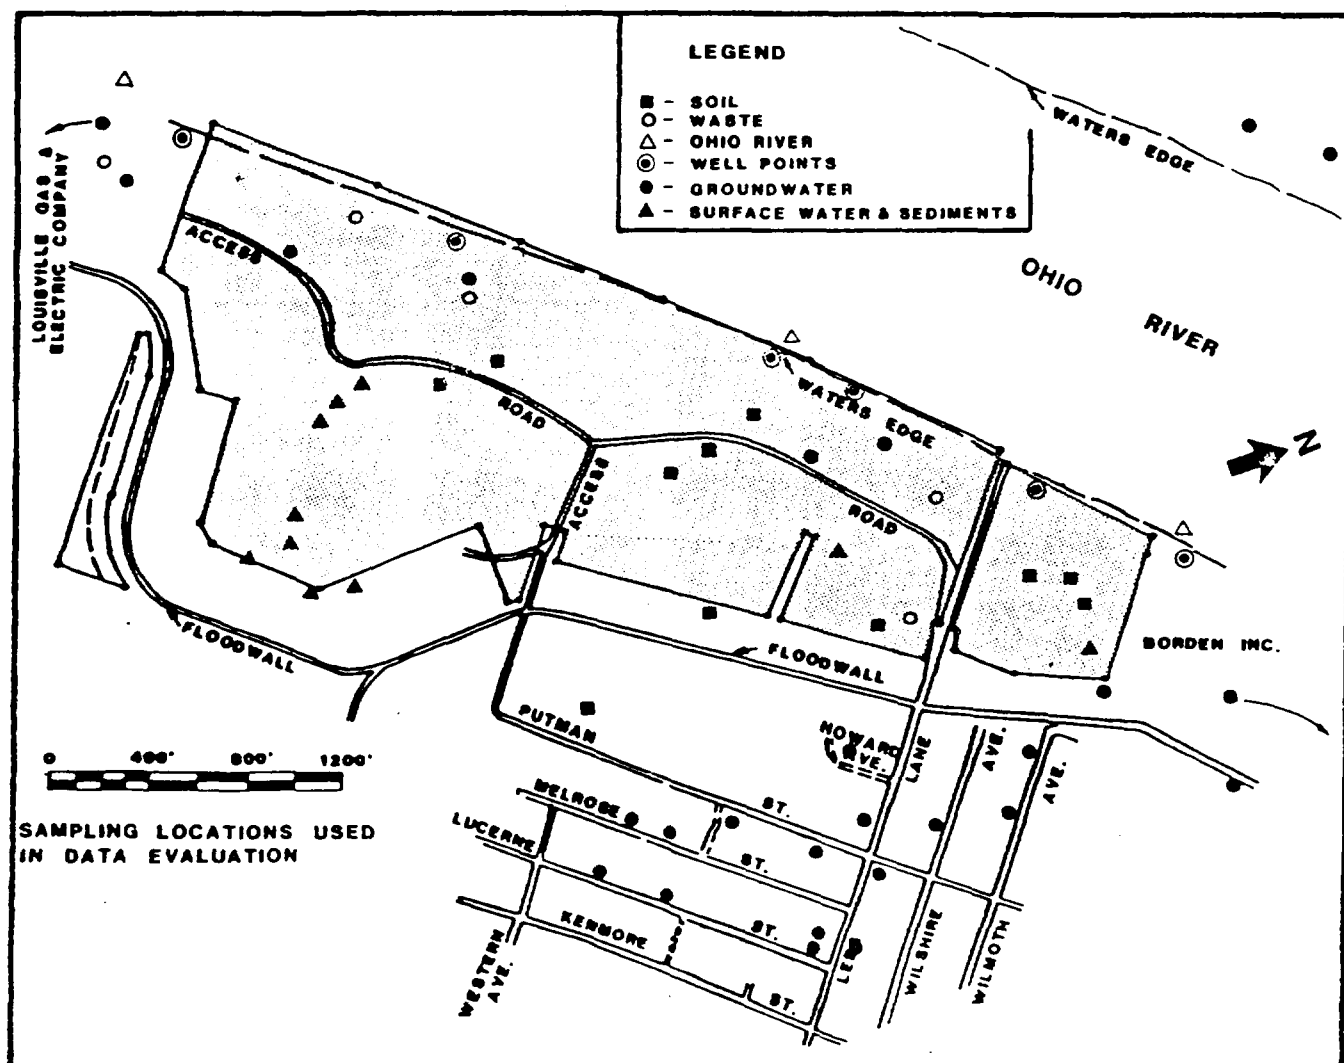 LEGEND
■ - SOIL
○ - WASTE
△ - OHIO RIVER
◉ - WELL POINTS
● - GROUNDWATER
▲ - SURFACE WATER & SEDIMENTS
WATERS EDGE
OHIO
RIVER
N
LOUISVILLE GAS &
ELECTRIC COMPANY
ACCESS
ROAD
WATERS EDGE
ACCESS
ROAD
BORDEN INC.
FLOODWALL
FLOODWALL
PUTMAN
ST.
HOWARD
AVE.
LANE
AVE.
AVE.
0 400' 800' 1200'
SAMPLING LOCATIONS USED
IN DATA EVALUATION
MELROSE
ST.
LUCERNE
ST.
KENMORE
ST.
WESTERN
AVE.
WILSHIRE
WILMOTH